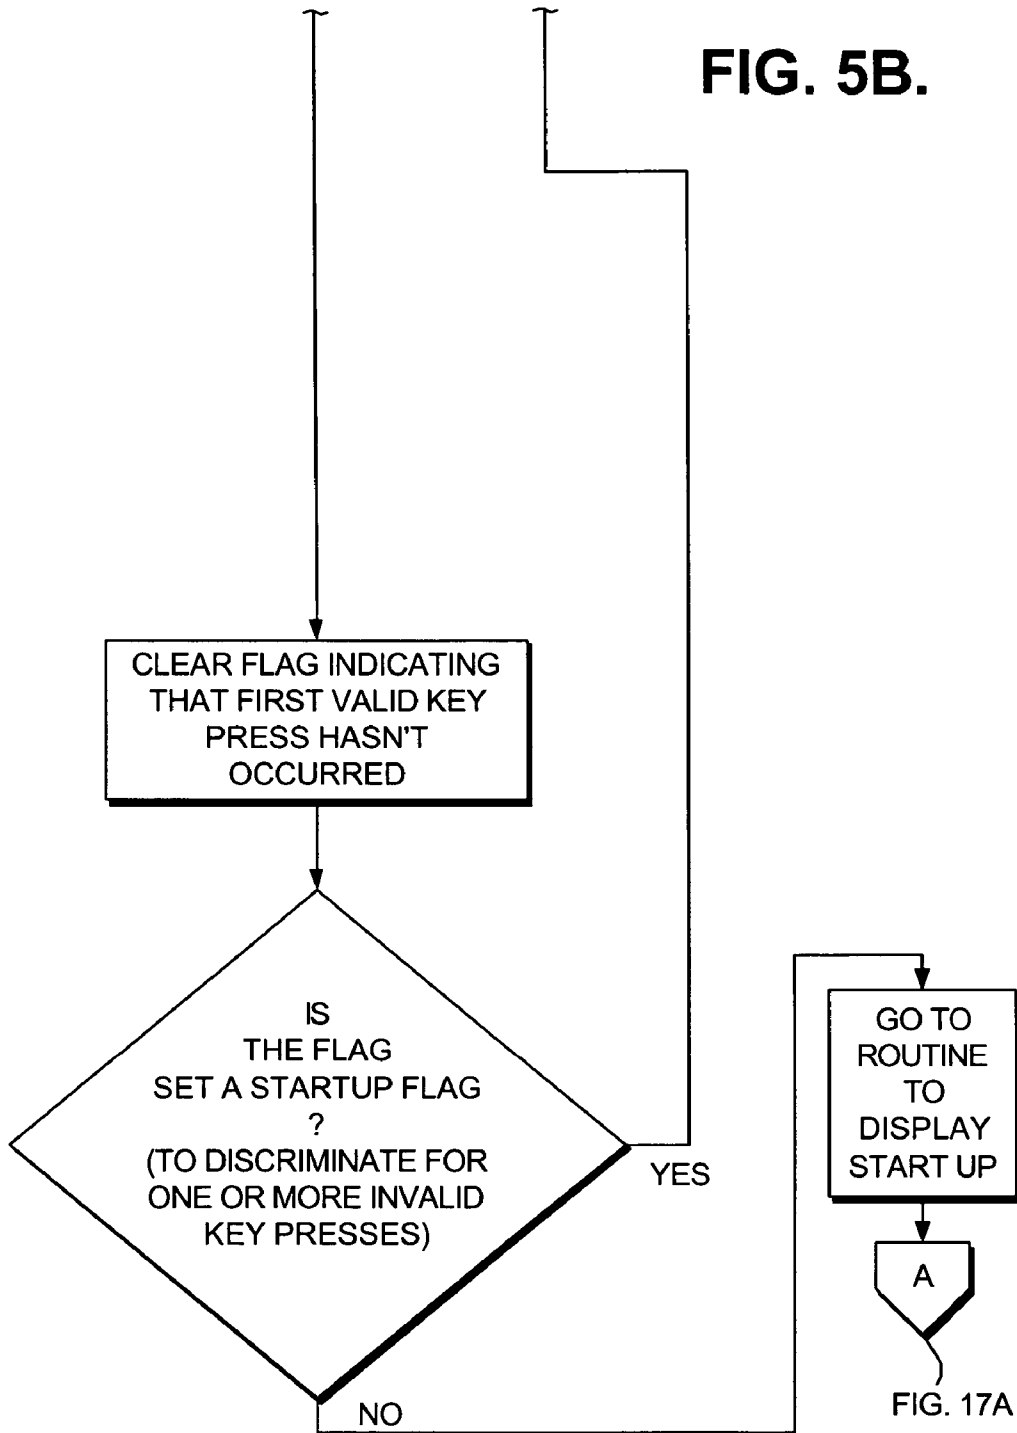 FIG. 5B.
CLEAR FLAG INDICATING
THAT FIRST VALID KEY
PRESS HASN'T
OCCURRED
IS
THE FLAG
SET A STARTUP FLAG
?
(TO DISCRIMINATE FOR
ONE OR MORE INVALID
KEY PRESSES)
YES
NO
GO TO
ROUTINE
TO
DISPLAY
START UP
A
FIG. 17A